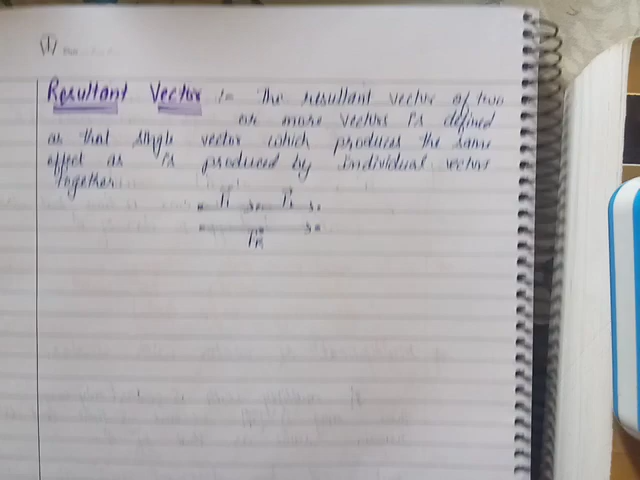 Resultant Vector :- The resultant vector of two
or more vectors is defined
as that single vector which produces the same
effect as is produced by individual vector
together